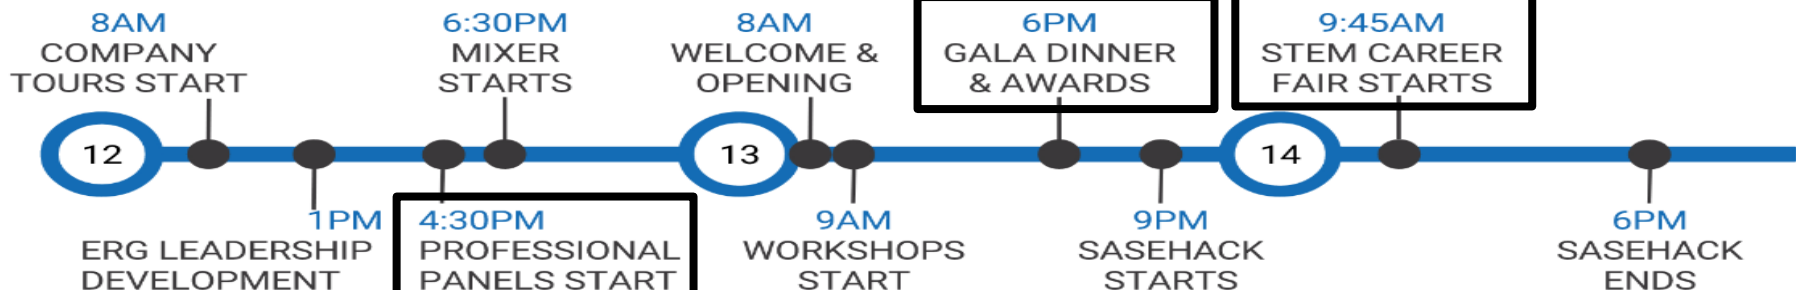 8AM
COMPANY
TOURS START
6:30PM
MIXER
STARTS
8AM
WELCOME &
OPENING
6PM
GALA DINNER
& AWARDS
9:45AM
STEM CAREER
FAIR STARTS
12
13
14
1PM
ERG LEADERSHIP
DEVELOPMENT
4:30PM
PROFESSIONAL
PANELS START
9AM
WORKSHOPS
START
9PM
SASEHACK
STARTS
6PM
SASEHACK
ENDS